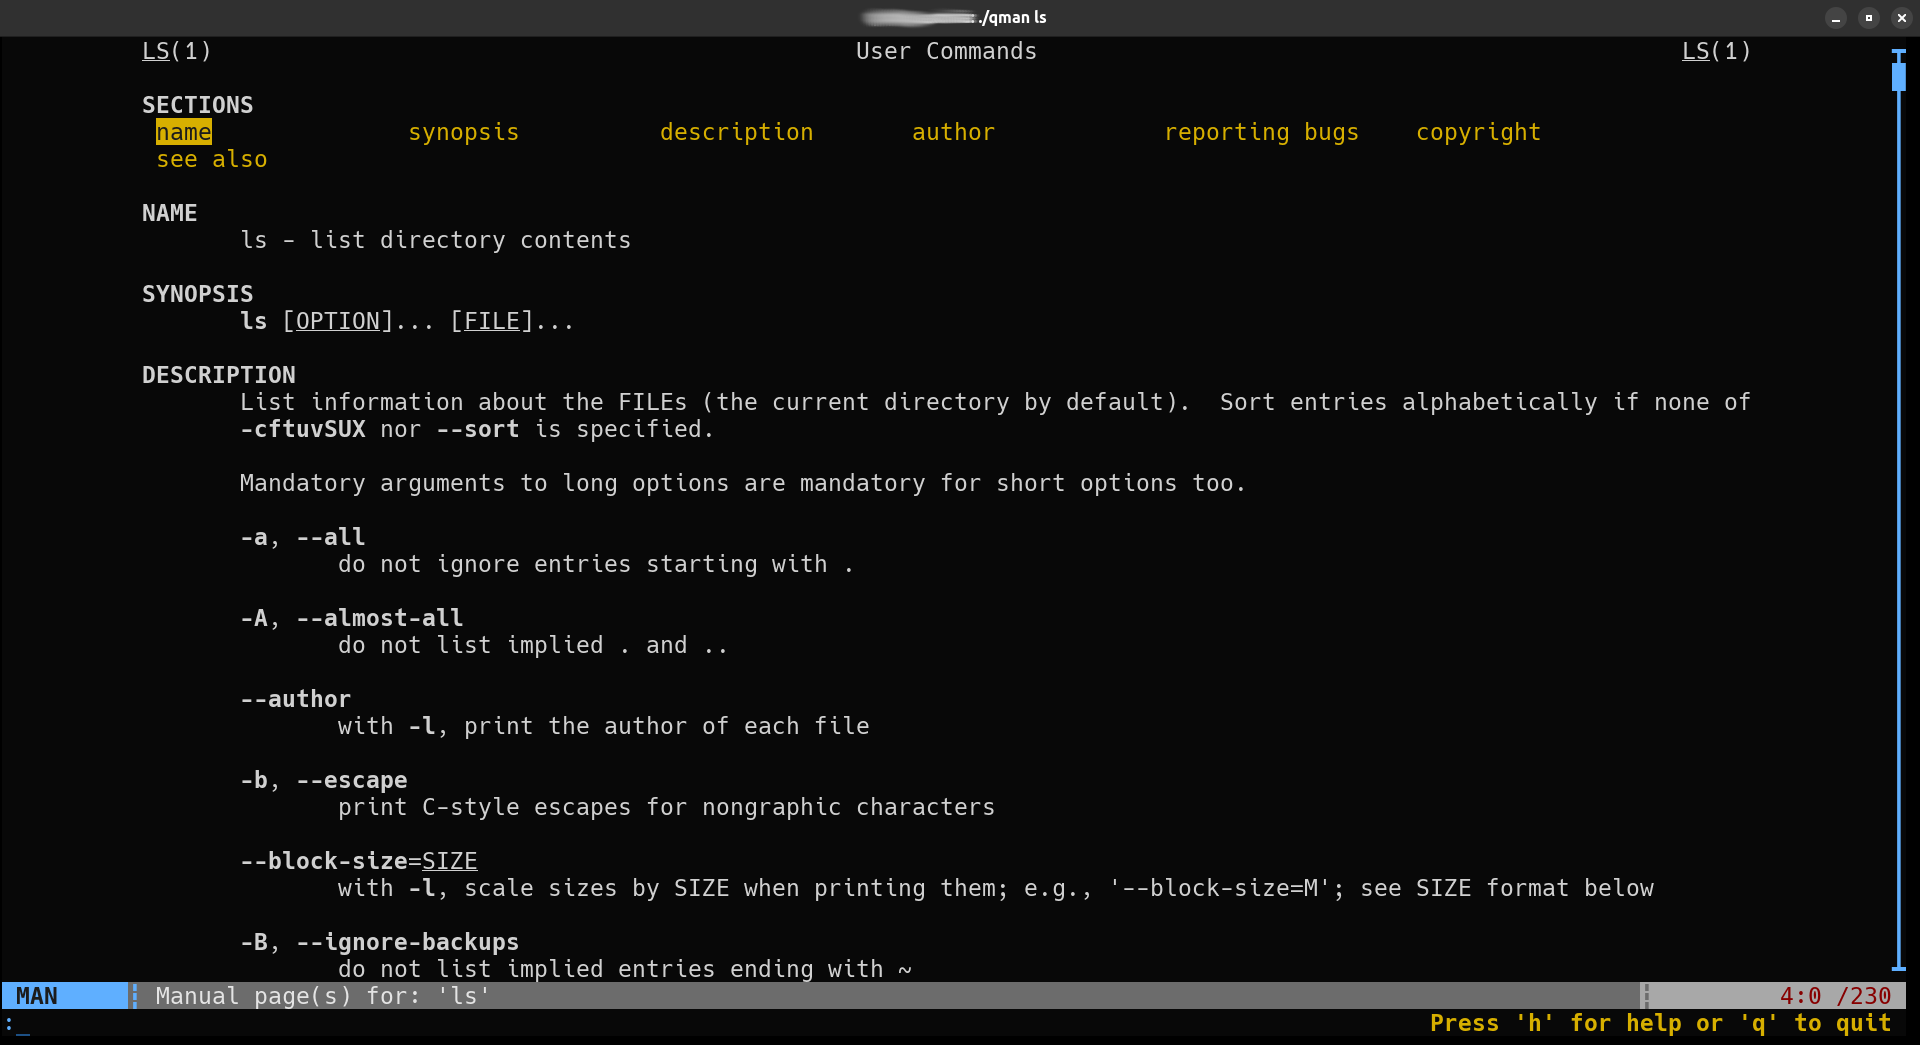 ./qman ls
LS(1) User Commands LS(1)
SECTIONS
name synopsis description author reporting bugs copyright
see also
NAME
ls - list directory contents
SYNOPSIS
ls [OPTION]... [FILE]...
DESCRIPTION
List information about the FILEs (the current directory by default). Sort entries alphabetically if none of
-cftuvSUX nor --sort is specified.
Mandatory arguments to long options are mandatory for short options too.
-a, --all
do not ignore entries starting with .
-A, --almost-all
do not list implied . and ..
--author
with -l, print the author of each file
-b, --escape
print C-style escapes for nongraphic characters
--block-size=SIZE
with -l, scale sizes by SIZE when printing them; e.g., '--block-size=M'; see SIZE format below
-B, --ignore-backups
do not list implied entries ending with ~
MAN Manual page(s) for: 'ls' 4:0 /230
:_ Press 'h' for help or 'q' to quit